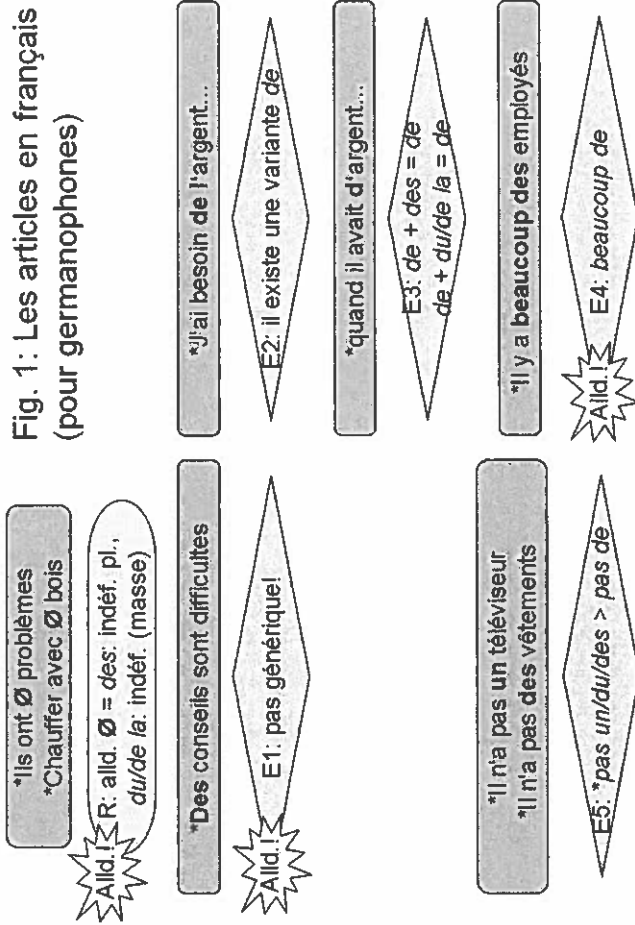 Fig. 1: Les articles en français
(pour germanophones)
*Ils ont Ø problèmes
*Chauffer avec Ø bois
Alld.!
R: alld. Ø = des: indéf. pl.,
du/de la: indéf. (masse)
*Des conseils sont difficultes
Alld.!
E1: pas générique!
*Il n'a pas un téléviseur
*Il n'a pas des vêtements
E5: *pas un/du/des > pas de
*J'ai besoin de l'argent...
E2: il existe une variante de
*quand il avait d'argent...
E3: de + des = de
de + du/de la = de
*Il y a beaucoup des employés
Alld.!
E4: beaucoup de